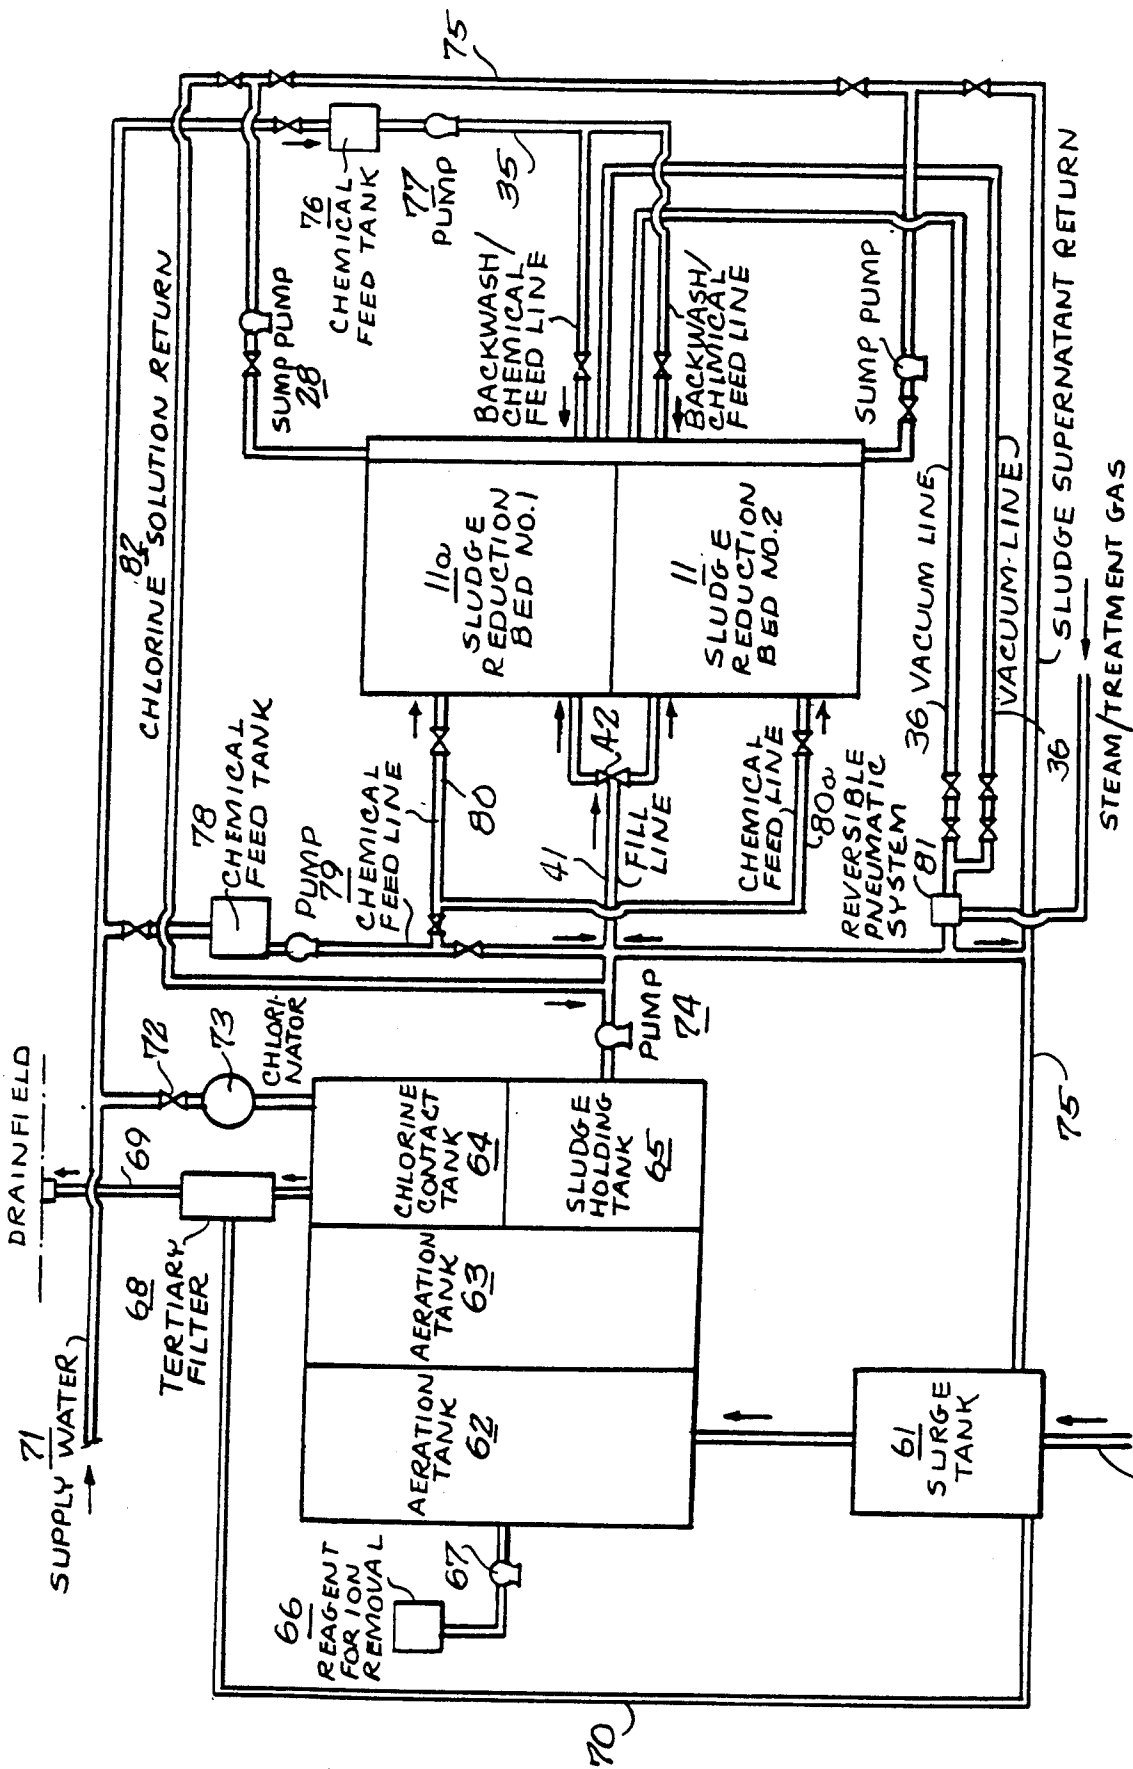 DRAINFIELD
71
SUPPLY WATER
69
72
73
CHLORI-
NATOR
68
TERTIARY
FILTER
78
CHEMICAL
FEED TANK
PUMP
79
CHEMICAL
FEED LINE
80
82
CHLORINE SOLUTION RETURN
SUMP PUMP
28
76
CHEMICAL
FEED TANK
77
PUMP
35
75
BACKWASH/
CHEMICAL
FEED LINE
BACKWASH/
CHIMICAL
FEED LINE
SUMP PUMP
11a
SLUDGE
REDUCTION
BED NO.1
11
SLUDGE
REDUCTION
BED NO.2
42
41
FILL
LINE
CHEMICAL
FEED LINE
80a
REVERSIBLE
PNEUMATIC
SYSTEM
81
36 VACUUM LINE
VACUUM-LINE
36
SLUDGE SUPERNATANT RETURN
STEAM/TREATMENT GAS
PUMP
74
CHLORINE
CONTACT
TANK
64
SLUDGE
HOLDING
TANK
65
AERATION
TANK
63
AERATION
TANK
62
66
REAGENT
FOR ION
REMOVAL
67
61
SURGE
TANK
75
70